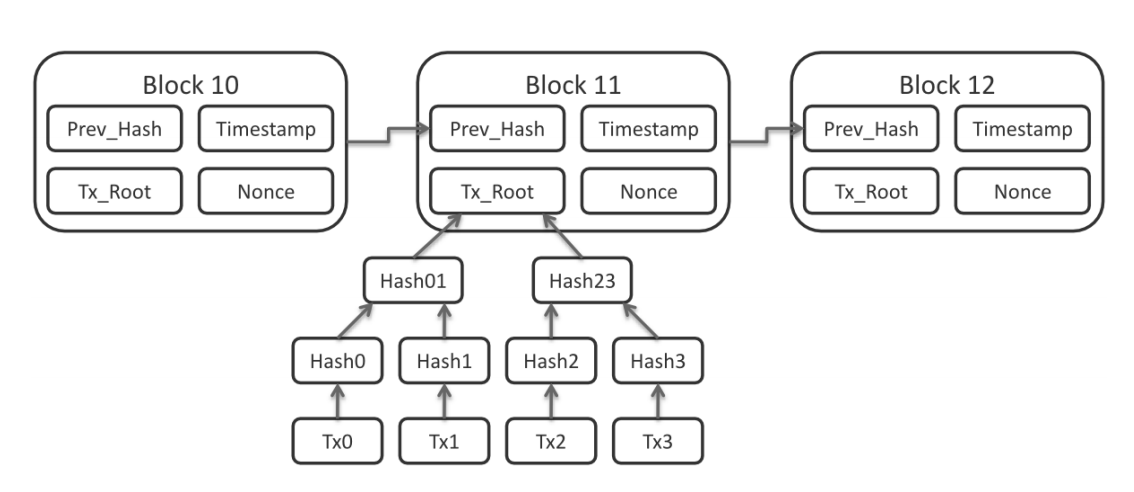 Block 10
Block 11
Block 12
Prev_Hash Timestamp
Prev_Hash Timestamp
Prev_Hash Timestamp
Tx_Root Nonce
Tx_Root Nonce
Tx_Root Nonce
Hash01 Hash23
Hash0 Hash1 Hash2 Hash3
Tx0 Tx1 Tx2 Tx3